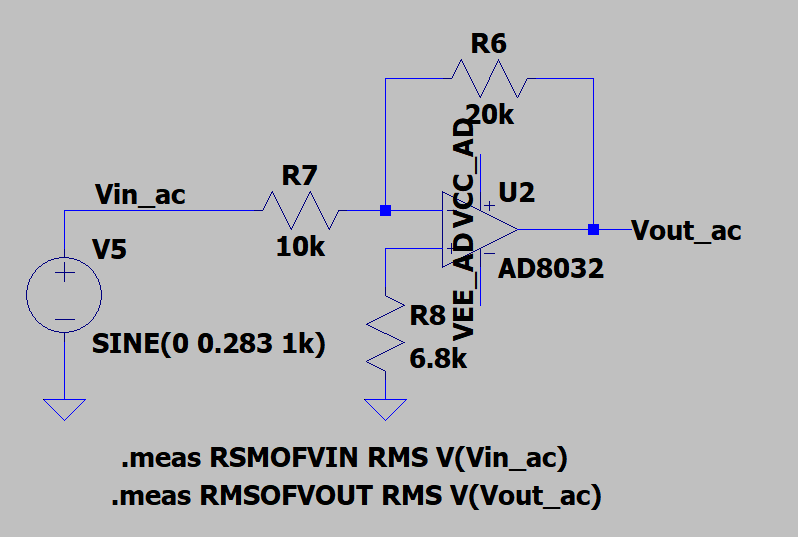 R6
20k
VCC_AD
R7
U2
Vin_ac
Vout_ac
10k
V5
AD8032
VEE_AD
R8
SINE(0 0.283 1k)
6.8k
.meas RSMOFVIN RMS V(Vin_ac)
.meas RMSOFVOUT RMS V(Vout_ac)